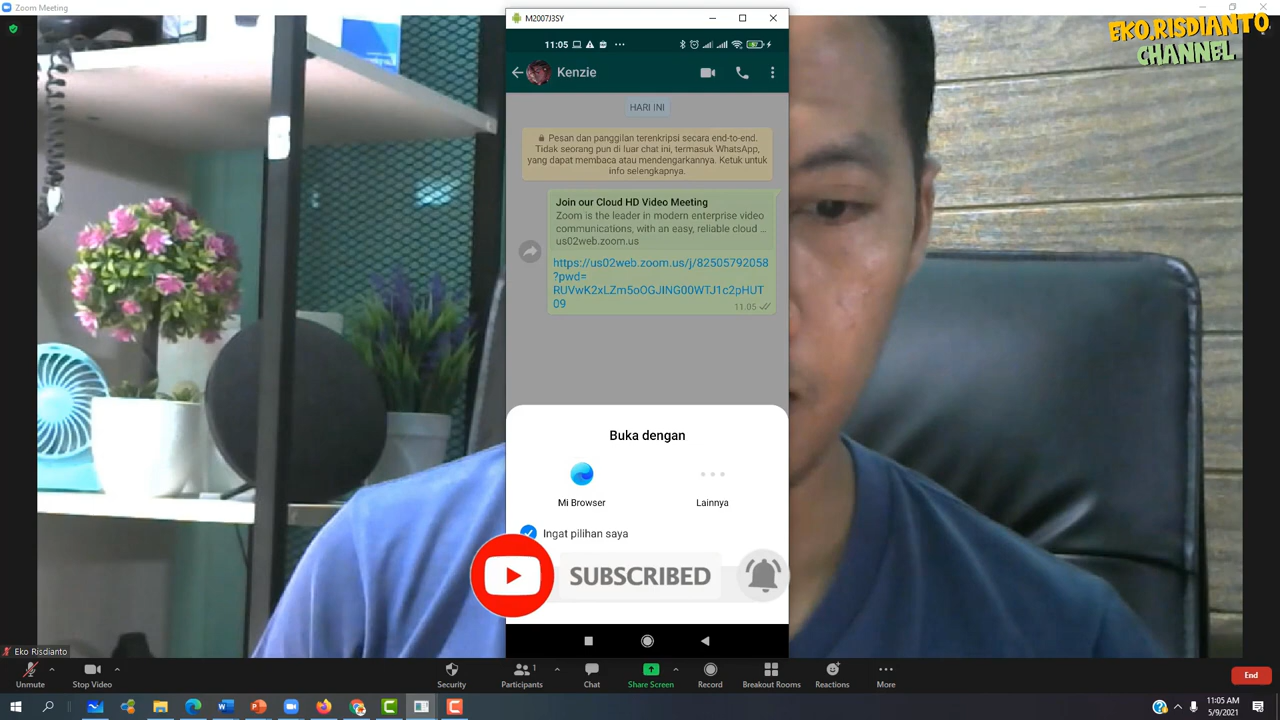 Zoom Meeting
M2007J3SY
EKO.RISDIANTO
CHANNEL
11:05
Kenzie
HARI INI
Pesan dan panggilan terenkripsi secara end-to-end.
Tidak seorang pun di luar chat ini, termasuk WhatsApp,
yang dapat membaca atau mendengarkannya. Ketuk untuk
info selengkapnya.
Join our Cloud HD Video Meeting
Zoom is the leader in modern enterprise video
communications, with an easy, reliable cloud ...
us02web.zoom.us
https://us02web.zoom.us/j/82505792058
?pwd=
RUVwK2xLZm5oOGJING00WTJ1c2pHUT
09
11.05
Buka dengan
Mi Browser
Lainnya
Ingat pilihan saya
SUBSCRIBED
Eko Risdianto
Unmute
Stop Video
Security
Participants
1
Chat
Share Screen
Record
Breakout Rooms
Reactions
More
End
11:05 AM
5/9/2021